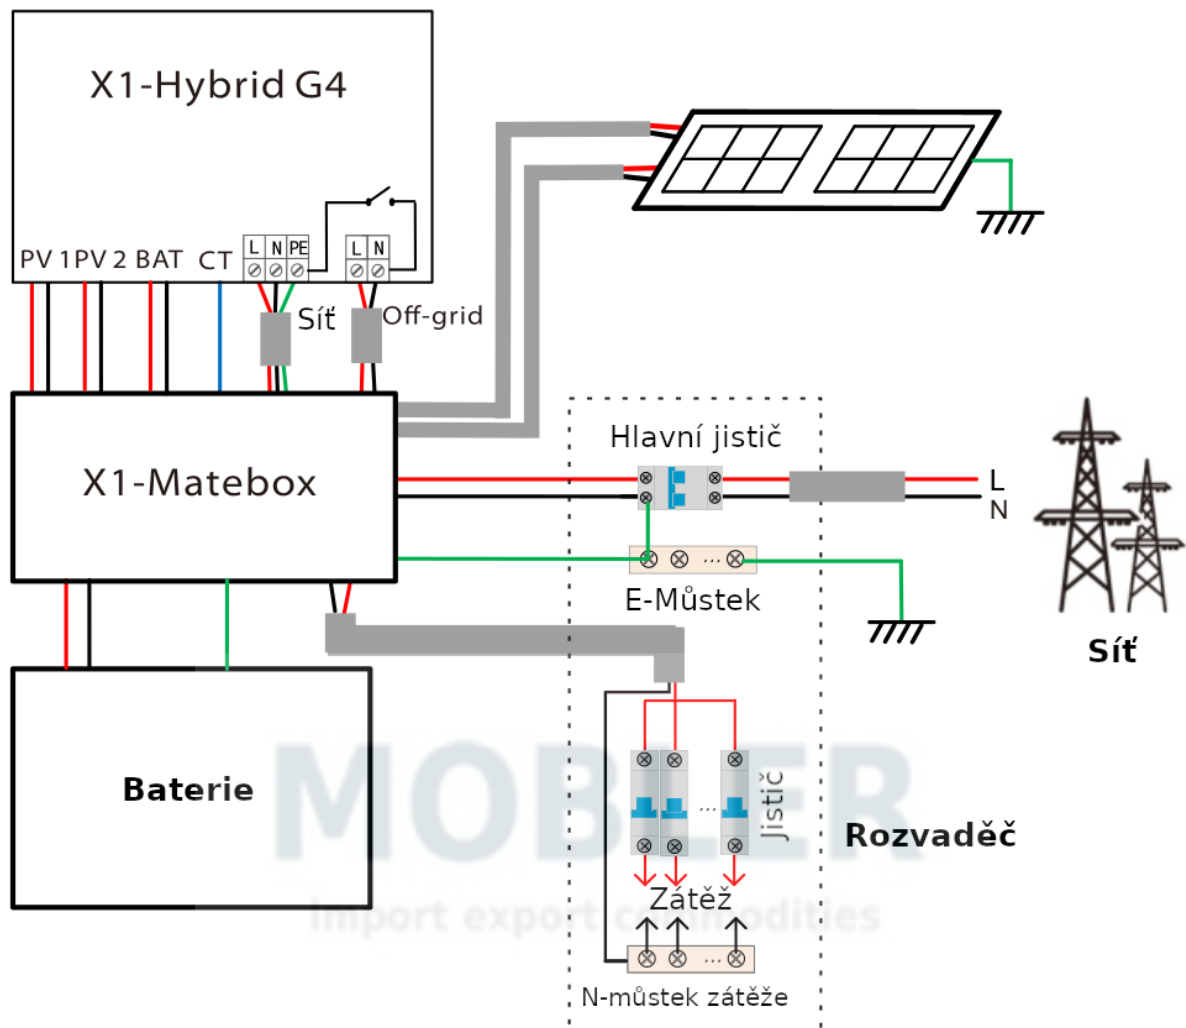 X1-Hybrid G4
PV 1 PV 2 BAT CT
L N PE
L N
Síť
Off-grid
X1-Matebox
Hlavní jistič
L
N
...
E-Můstek
Síť
Baterie
MOBLER
Import export commodities
...
Jistič
Rozvaděč
Zátěž
...
N-můstek zátěže